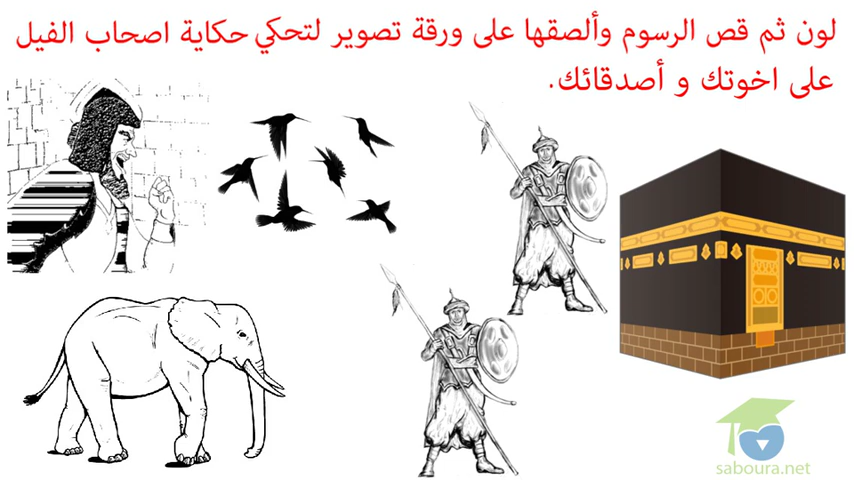 لون ثم قص الرسوم وألصقها على ورقة تصوير لتحكي حكاية اصحاب الفيل
على اخوتك و أصدقائك.
saboura.net